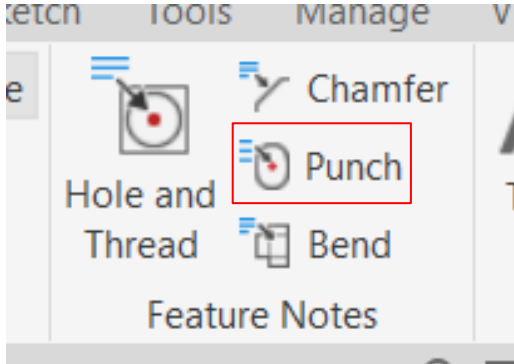 Tools
Manage
Chamfer
Punch
Hole and
Thread
Bend
Feature Notes